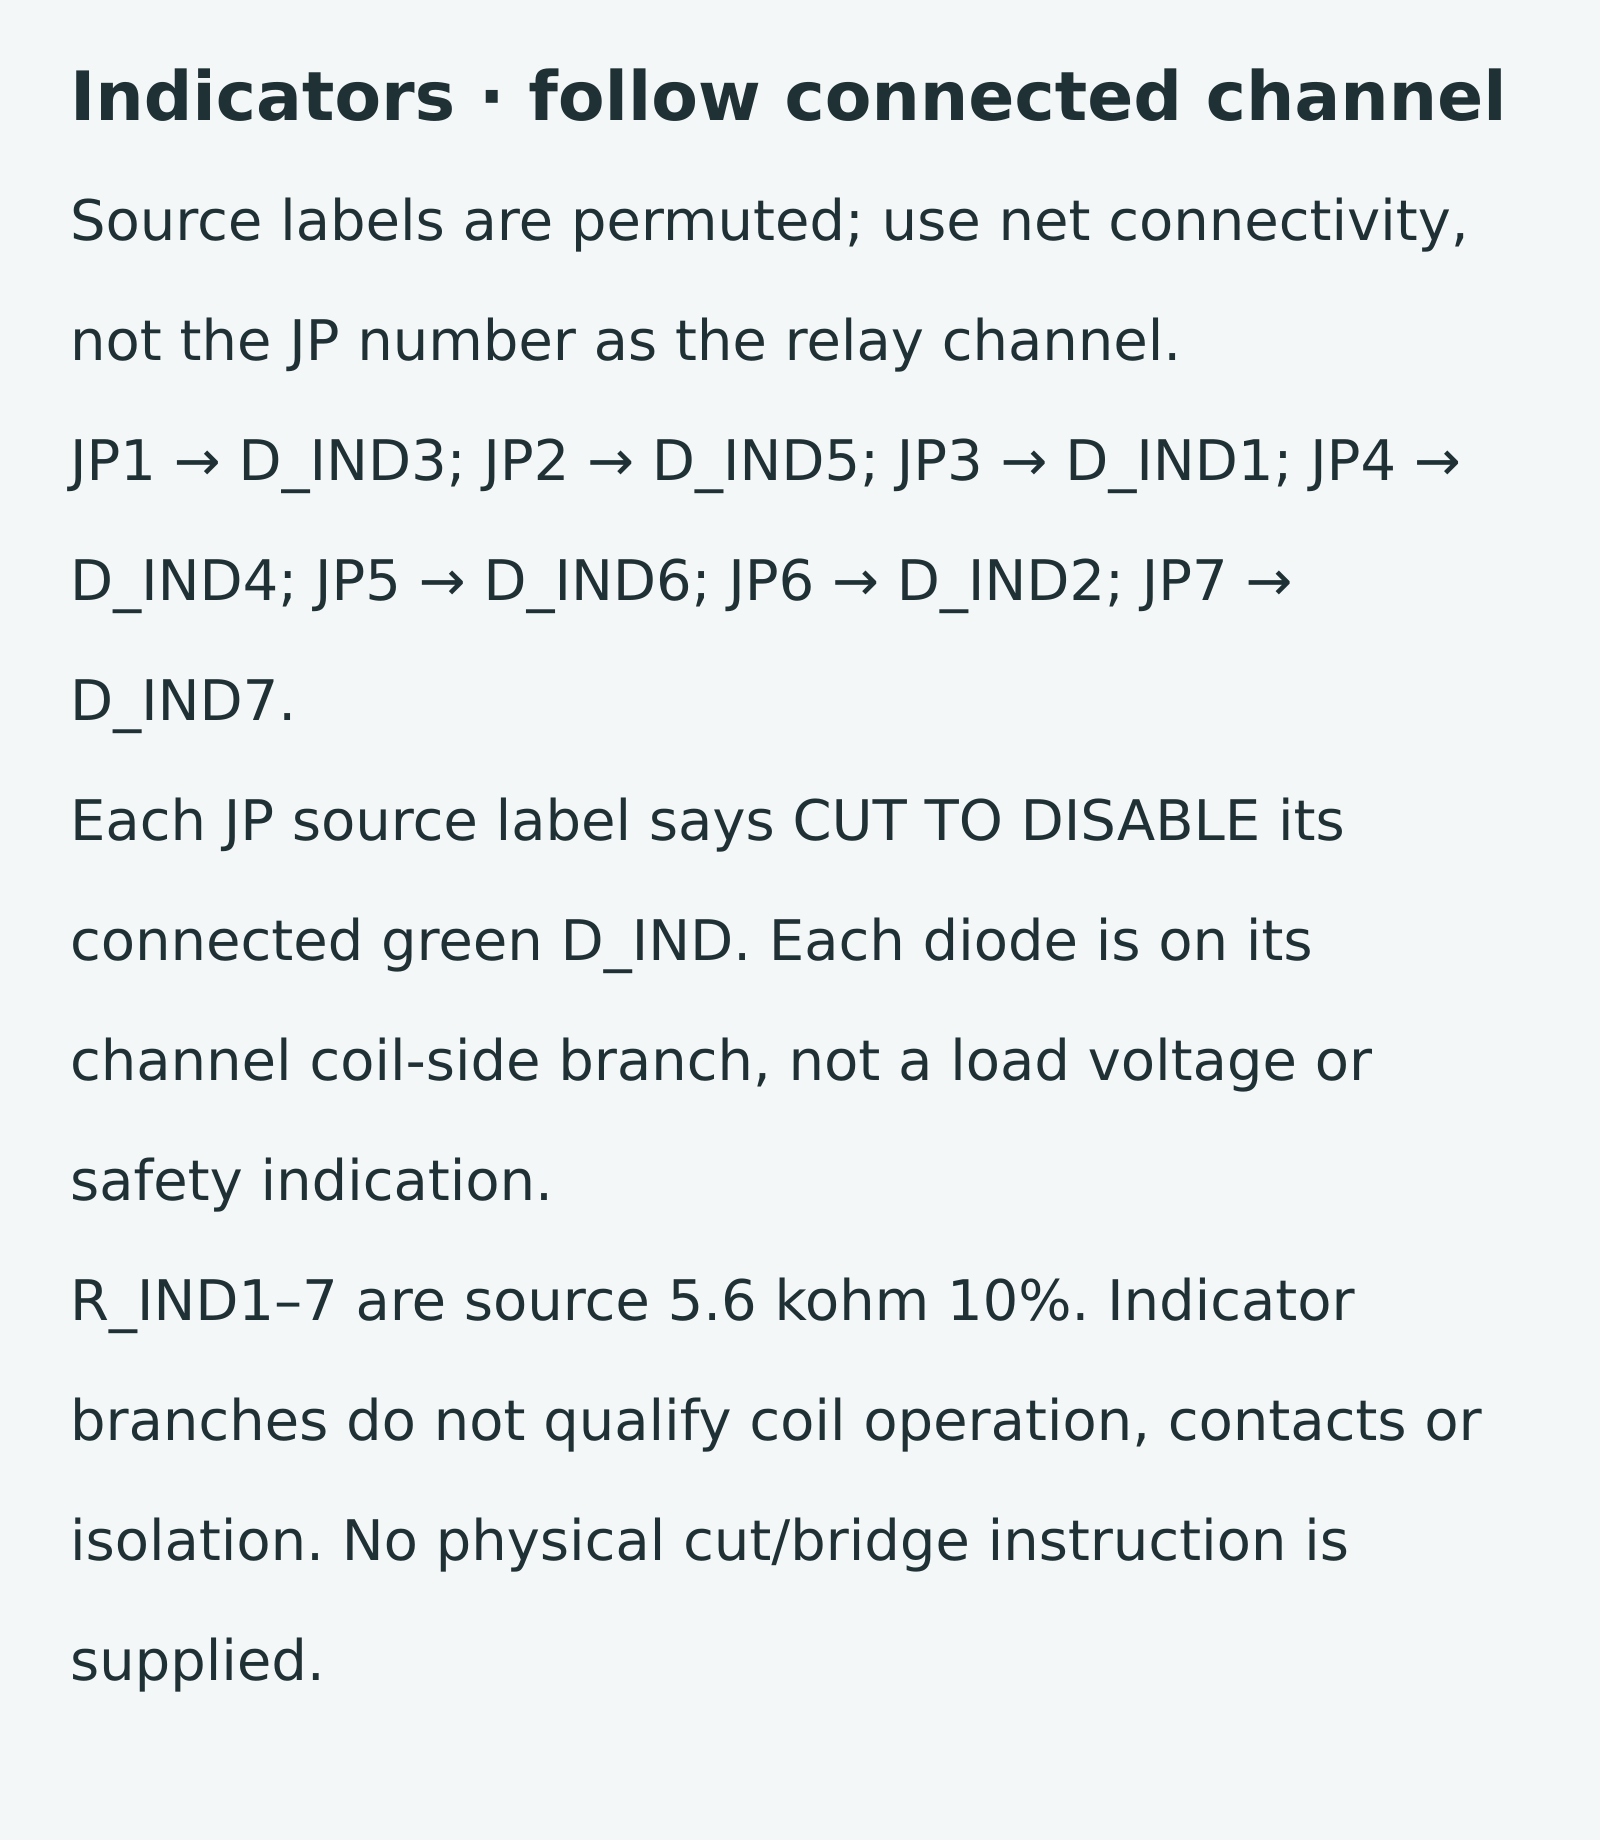 Indicators · follow connected channel
Source labels are permuted; use net connectivity,
not the JP number as the relay channel.
JP1 → D_IND3; JP2 → D_IND5; JP3 → D_IND1; JP4 →
D_IND4; JP5 → D_IND6; JP6 → D_IND2; JP7 →
D_IND7.
Each JP source label says CUT TO DISABLE its
connected green D_IND. Each diode is on its
channel coil-side branch, not a load voltage or
safety indication.
R_IND1–7 are source 5.6 kohm 10%. Indicator
branches do not qualify coil operation, contacts or
isolation. No physical cut/bridge instruction is
supplied.